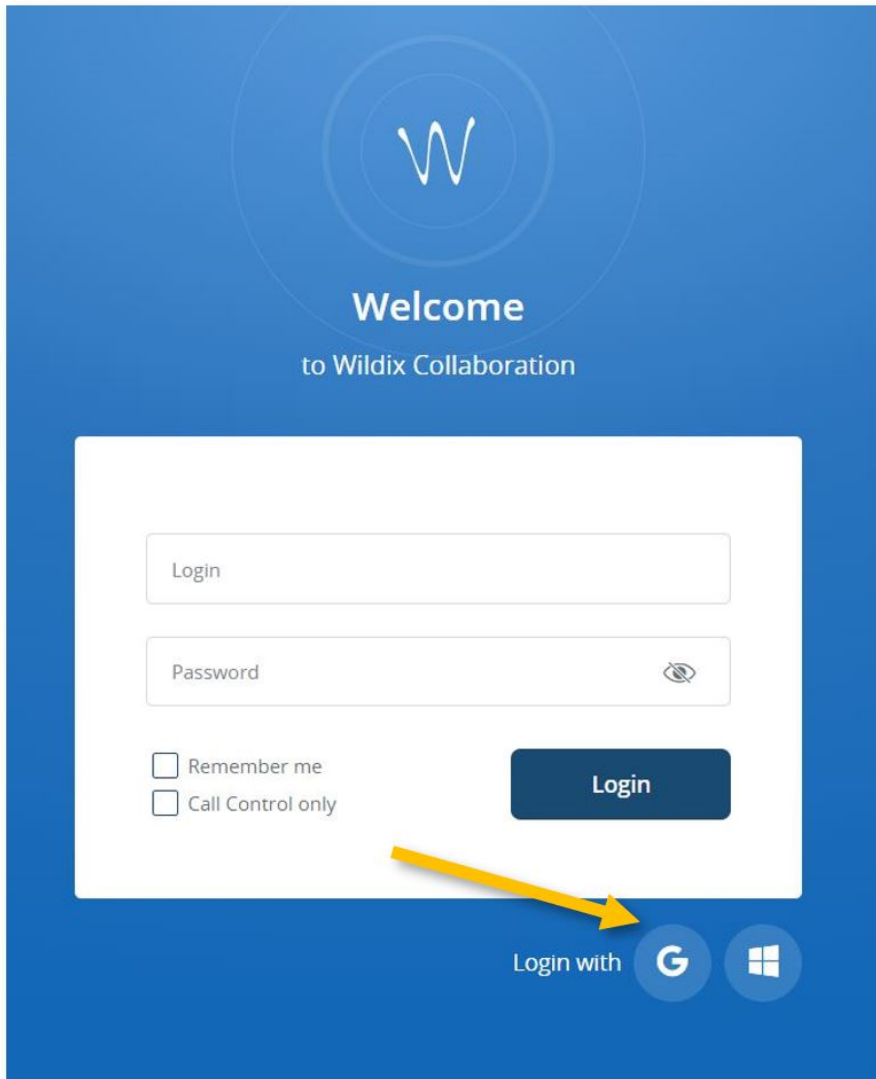 W
Welcome
to Wildix Collaboration
Login
Password
Remember me
Call Control only
Login
Login with G